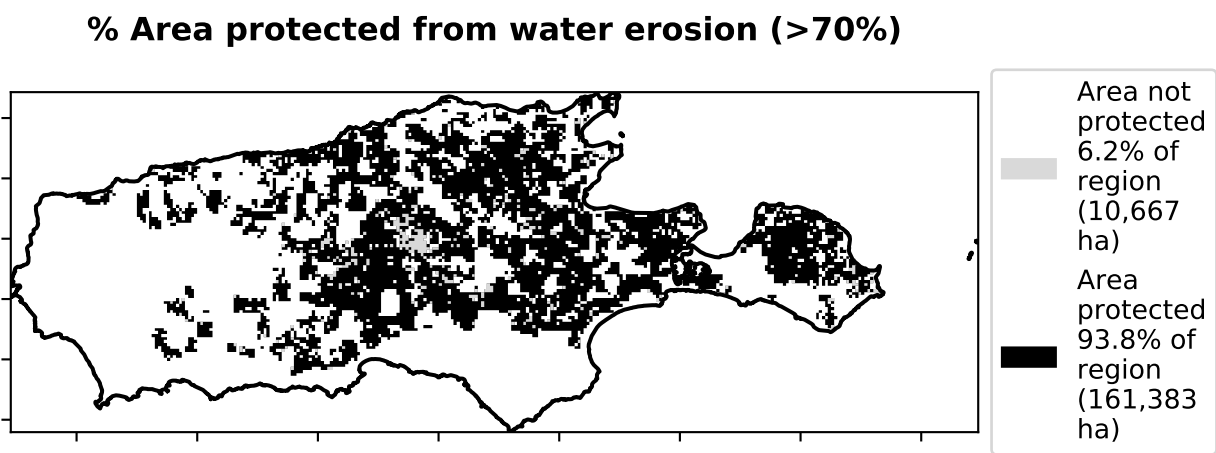 % Area protected from water erosion (>70%)
Area not
protected
6.2% of
region
(10,667
ha)
Area
protected
93.8% of
region
(161,383
ha)